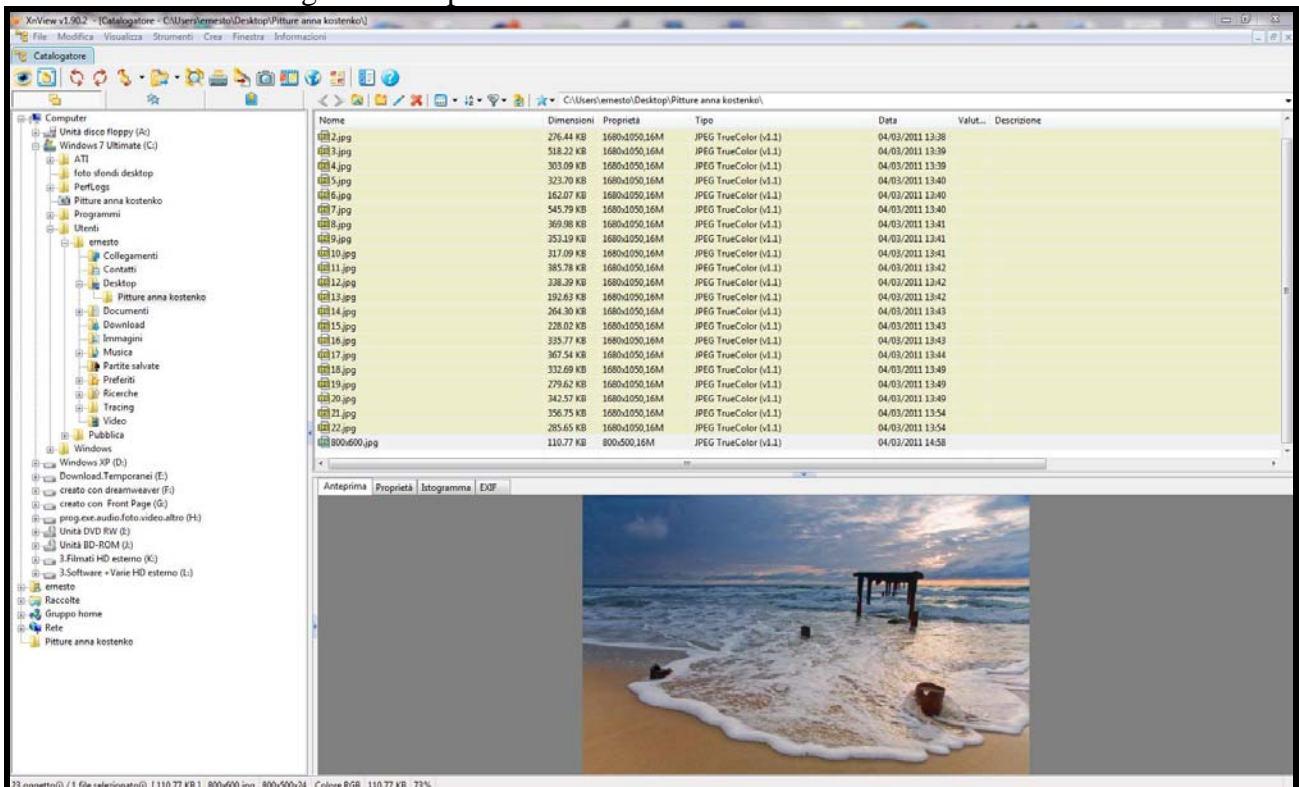 XnView v1.90.2 - [Catalogatore - C:\Users\ernesto\Desktop\Pitture anna kostenko\]
File Modifica Visualizza Strumenti Crea Finestra Informazioni
Catalogatore
C:\Users\ernesto\Desktop\Pitture anna kostenko\
Computer
Unità disco floppy (A:)
Windows 7 Ultimate (C:)
ATI
foto sfondi desktop
PerfLogs
Pitture anna kostenko
Programmi
Utenti
ernesto
Collegamenti
Contatti
Desktop
Pitture anna kostenko
Documenti
Download
Immagini
Musica
Partite salvate
Preferiti
Ricerche
Tracing
Video
Pubblica
Windows
Windows XP (D:)
Download.Temporanei (E:)
creato con dreamweaver (F:)
creato con Front Page (G:)
prog.exe.audio.foto.video.altro (H:)
Unità DVD RW (I:)
Unità BD-ROM (J:)
3.Filmati HD esterno (K:)
3.Software +Varie HD esterno (L:)
ernesto
Raccolte
Gruppo home
Rete
Pitture anna kostenko
Nome Dimensioni Proprietà Tipo Data Valut... Descrizione
2.jpg 276.44 KB 1680x1050,16M JPEG TrueColor (v1.1) 04/03/2011 13:38
3.jpg 518.22 KB 1680x1050,16M JPEG TrueColor (v1.1) 04/03/2011 13:39
4.jpg 303.09 KB 1680x1050,16M JPEG TrueColor (v1.1) 04/03/2011 13:39
5.jpg 323.70 KB 1680x1050,16M JPEG TrueColor (v1.1) 04/03/2011 13:40
6.jpg 162.07 KB 1680x1050,16M JPEG TrueColor (v1.1) 04/03/2011 13:40
7.jpg 545.79 KB 1680x1050,16M JPEG TrueColor (v1.1) 04/03/2011 13:40
8.jpg 369.98 KB 1680x1050,16M JPEG TrueColor (v1.1) 04/03/2011 13:41
9.jpg 353.19 KB 1680x1050,16M JPEG TrueColor (v1.1) 04/03/2011 13:41
10.jpg 317.09 KB 1680x1050,16M JPEG TrueColor (v1.1) 04/03/2011 13:41
11.jpg 385.78 KB 1680x1050,16M JPEG TrueColor (v1.1) 04/03/2011 13:42
12.jpg 338.39 KB 1680x1050,16M JPEG TrueColor (v1.1) 04/03/2011 13:42
13.jpg 192.63 KB 1680x1050,16M JPEG TrueColor (v1.1) 04/03/2011 13:42
14.jpg 264.30 KB 1680x1050,16M JPEG TrueColor (v1.1) 04/03/2011 13:43
15.jpg 228.02 KB 1680x1050,16M JPEG TrueColor (v1.1) 04/03/2011 13:43
16.jpg 335.77 KB 1680x1050,16M JPEG TrueColor (v1.1) 04/03/2011 13:43
17.jpg 367.54 KB 1680x1050,16M JPEG TrueColor (v1.1) 04/03/2011 13:44
18.jpg 332.69 KB 1680x1050,16M JPEG TrueColor (v1.1) 04/03/2011 13:49
19.jpg 279.62 KB 1680x1050,16M JPEG TrueColor (v1.1) 04/03/2011 13:49
20.jpg 342.57 KB 1680x1050,16M JPEG TrueColor (v1.1) 04/03/2011 13:49
21.jpg 356.75 KB 1680x1050,16M JPEG TrueColor (v1.1) 04/03/2011 13:54
22.jpg 285.65 KB 1680x1050,16M JPEG TrueColor (v1.1) 04/03/2011 13:54
800x600.jpg 110.77 KB 800x500,16M JPEG TrueColor (v1.1) 04/03/2011 14:58
Anteprima Proprietà Istogramma EXIF
23 oggetto(i) / 1 file selezionato(i) [110.77 KB] 800x600.jpg 800x500x24 Colore RGB 110.77 KB 73%